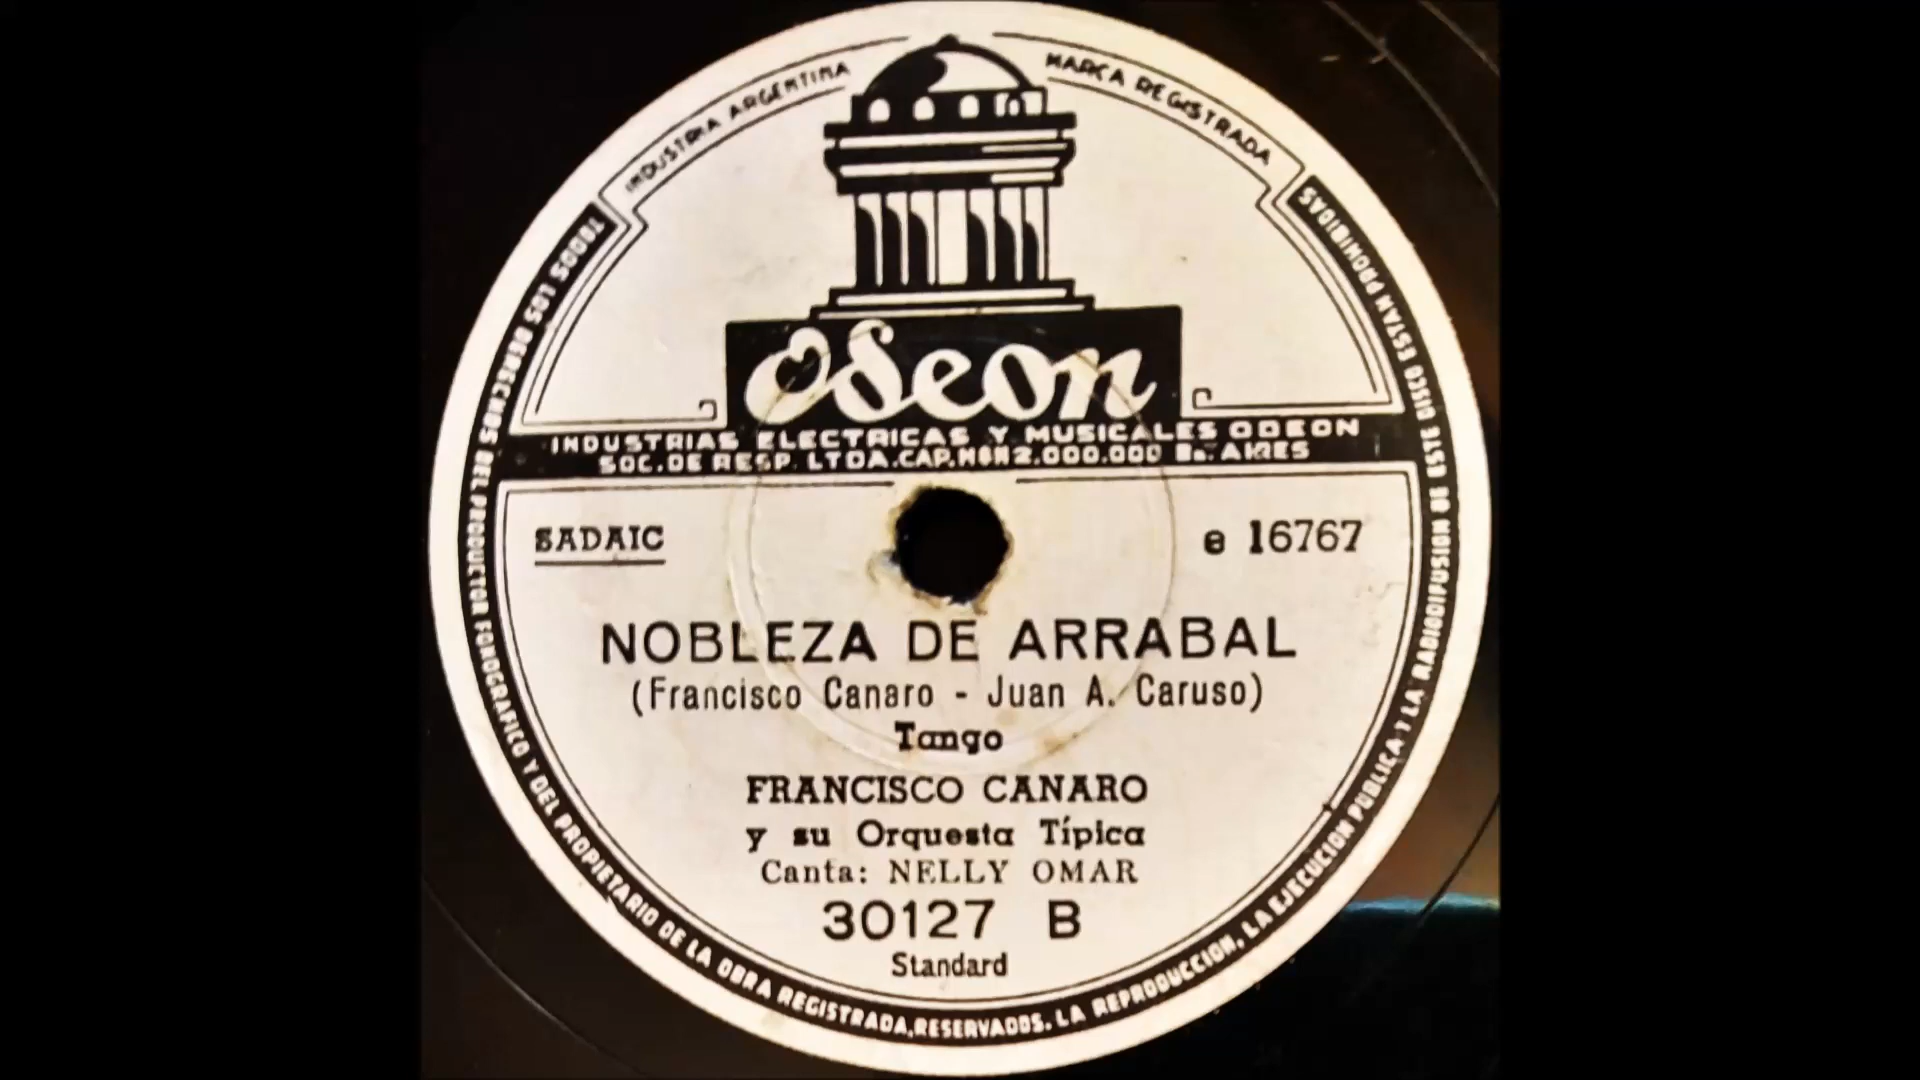 INDUSTRIA ARGENTINA
MARCA REGISTRADA
Odeon
INDUSTRIAS ELECTRICAS Y MUSICALES ODEON
SOC. DE RESP. LTDA. CAP. M$N 2.000.000 Bs. AIRES
SADAIC
e 16767
NOBLEZA DE ARRABAL
(Francisco Canaro - Juan A. Caruso)
Tango
FRANCISCO CANARO
y su Orquesta Típica
Canta: NELLY OMAR
30127 B
Standard
TODOS LOS DERECHOS DEL PRODUCTOR FONOGRAFICO Y DEL PROPIETARIO DE LA OBRA REGISTRADA, RESERVADOS. LA REPRODUCCION, LA EJECUCION PUBLICA Y LA RADIODIFUSION DE ESTE DISCO ESTAN PROHIBIDAS